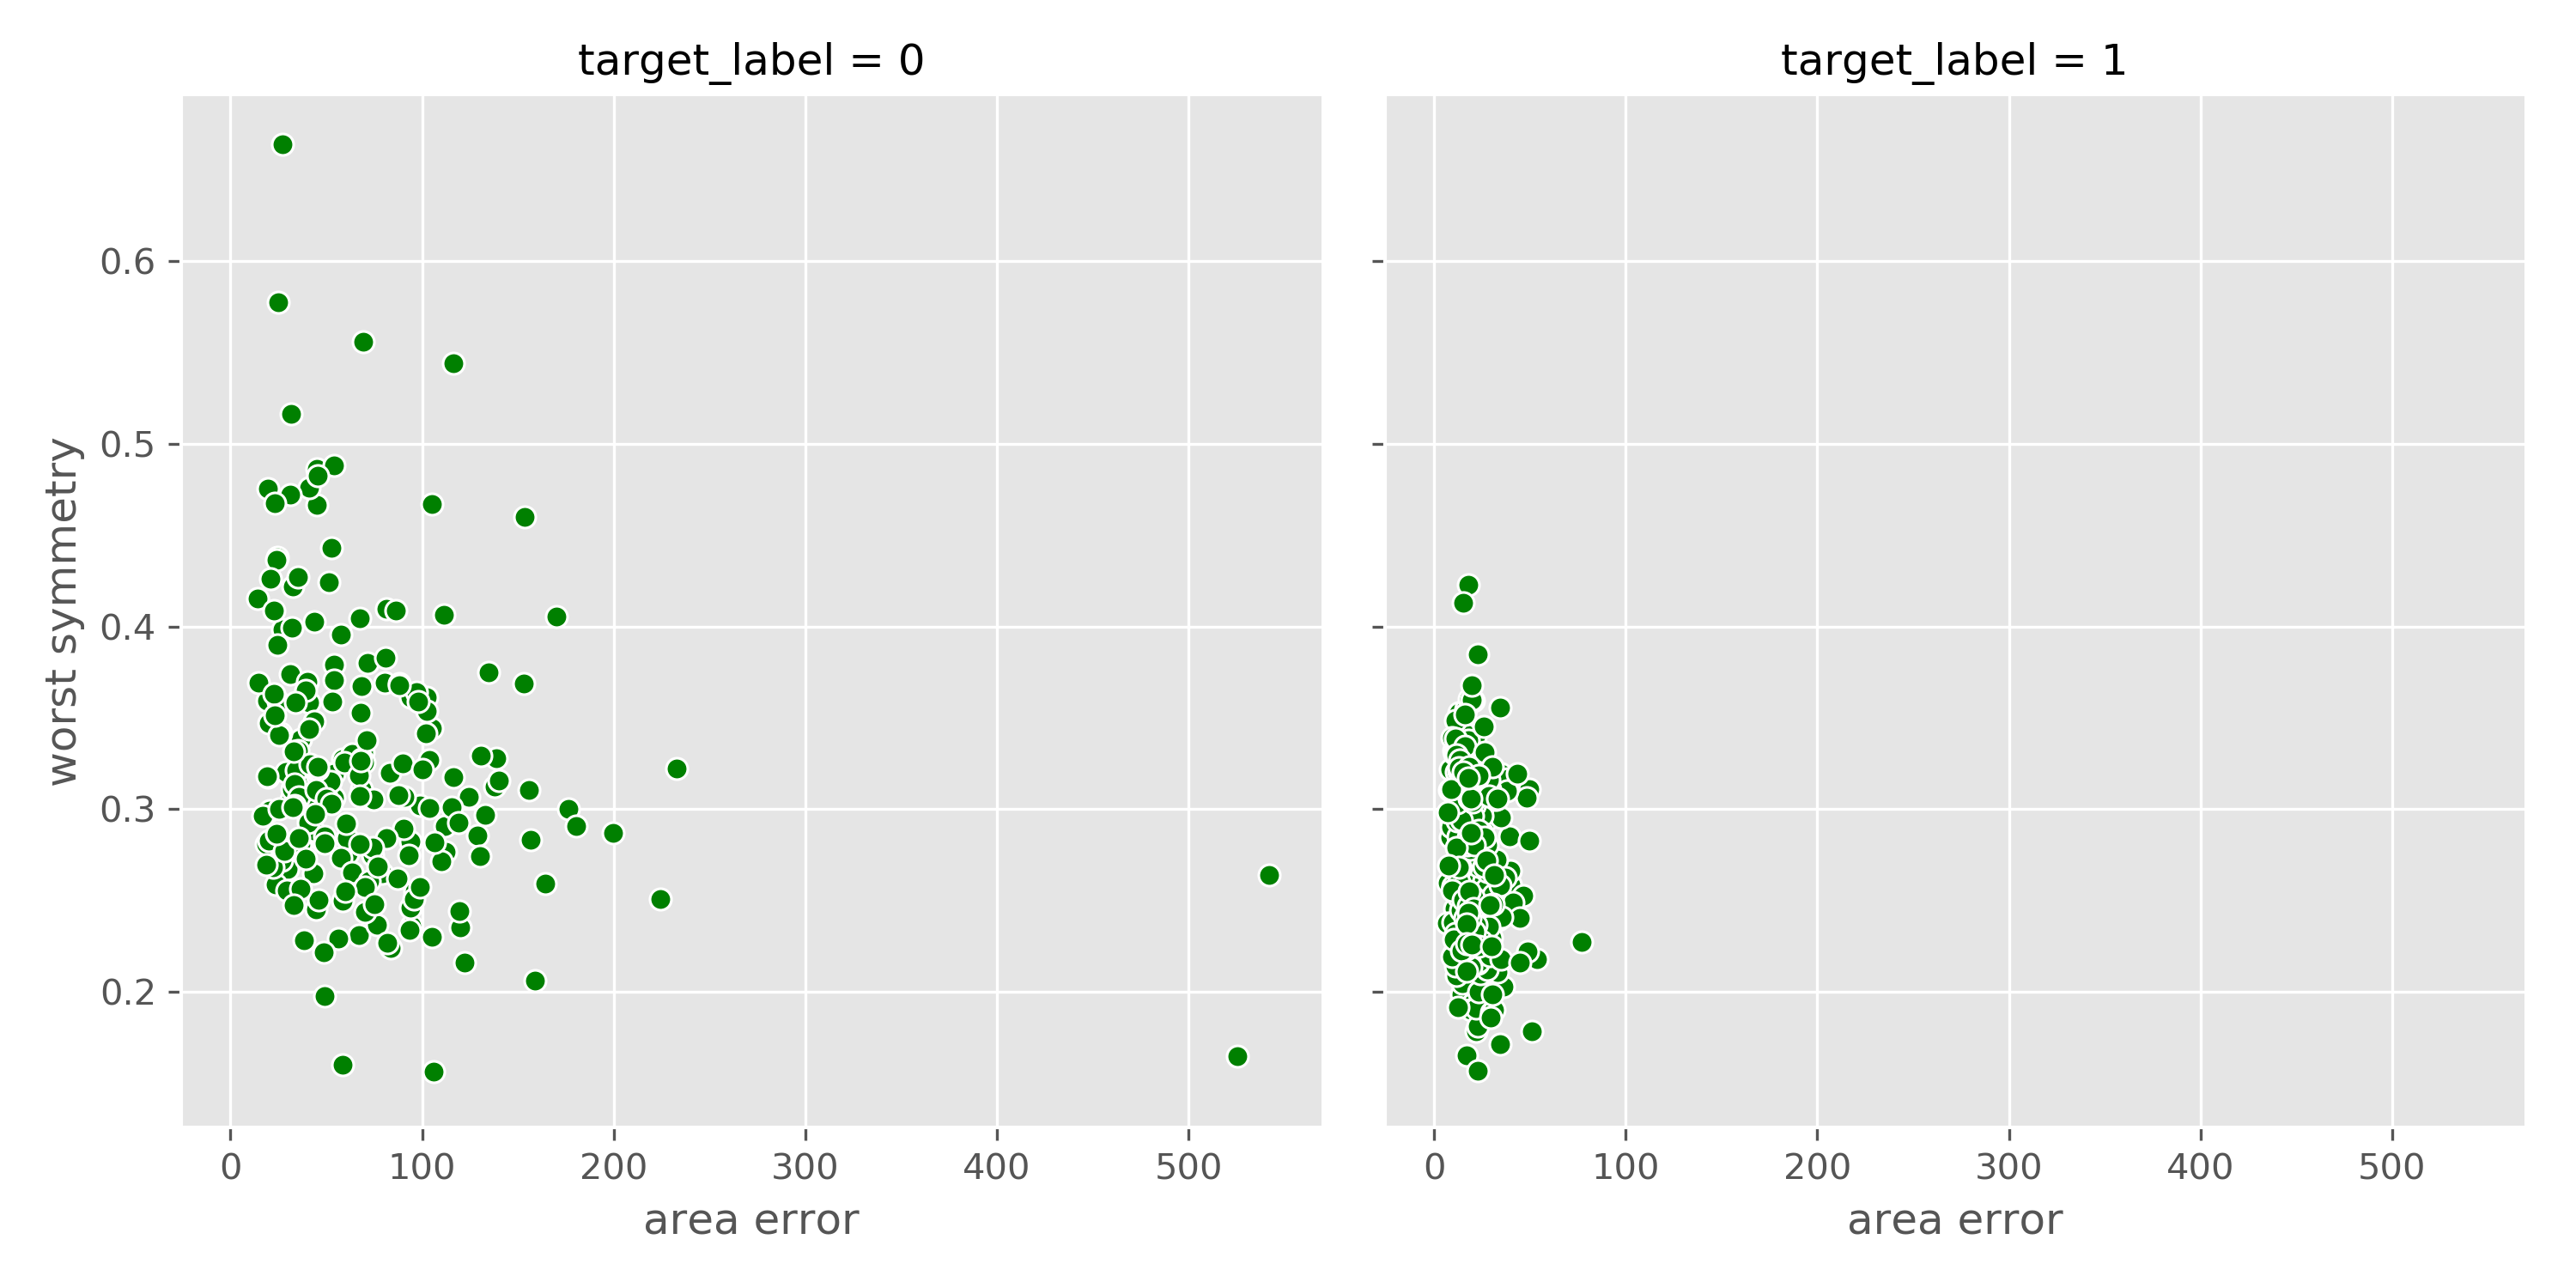 target_label = 0
target_label = 1
worst symmetry
0.6
0.5
0.4
0.3
0.2
0 100 200 300 400 500
0 100 200 300 400 500
area error
area error